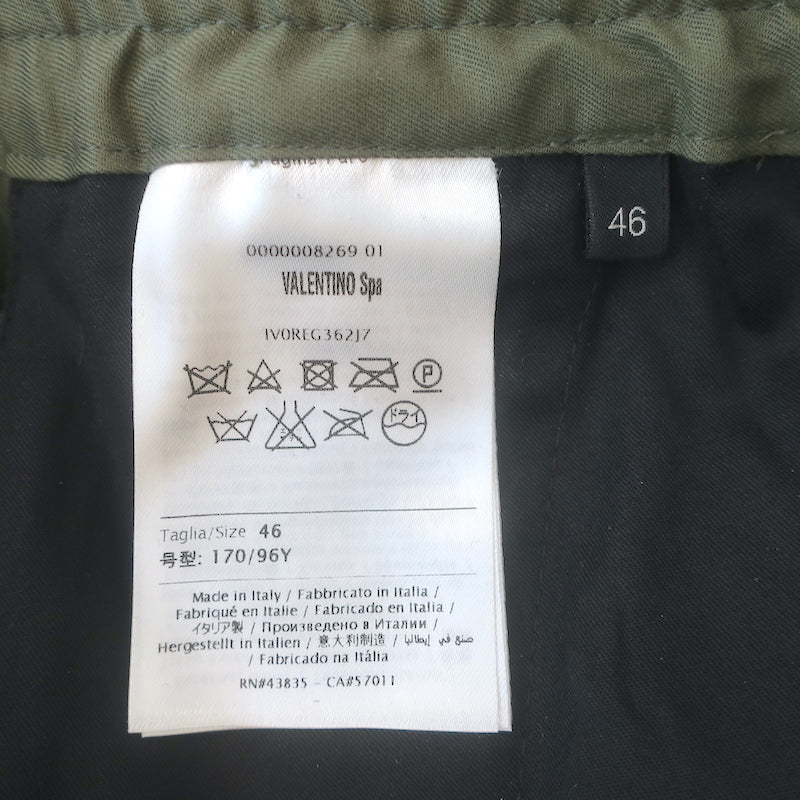 46
0000008269 01
VALENTINO Spa
IV0REG362J7
P
ドライ
Taglia/Size 46
号型: 170/96Y
Made in Italy / Fabbricato in Italia /
Fabriqué en Italie / Fabricado en Italia /
イタリア製 / Произведено в Италии /
Hergestellt in Italien / 意大利制造 / صنع في إيطاليا
/ Fabricado na Itália
RN#43835 - CA#57011